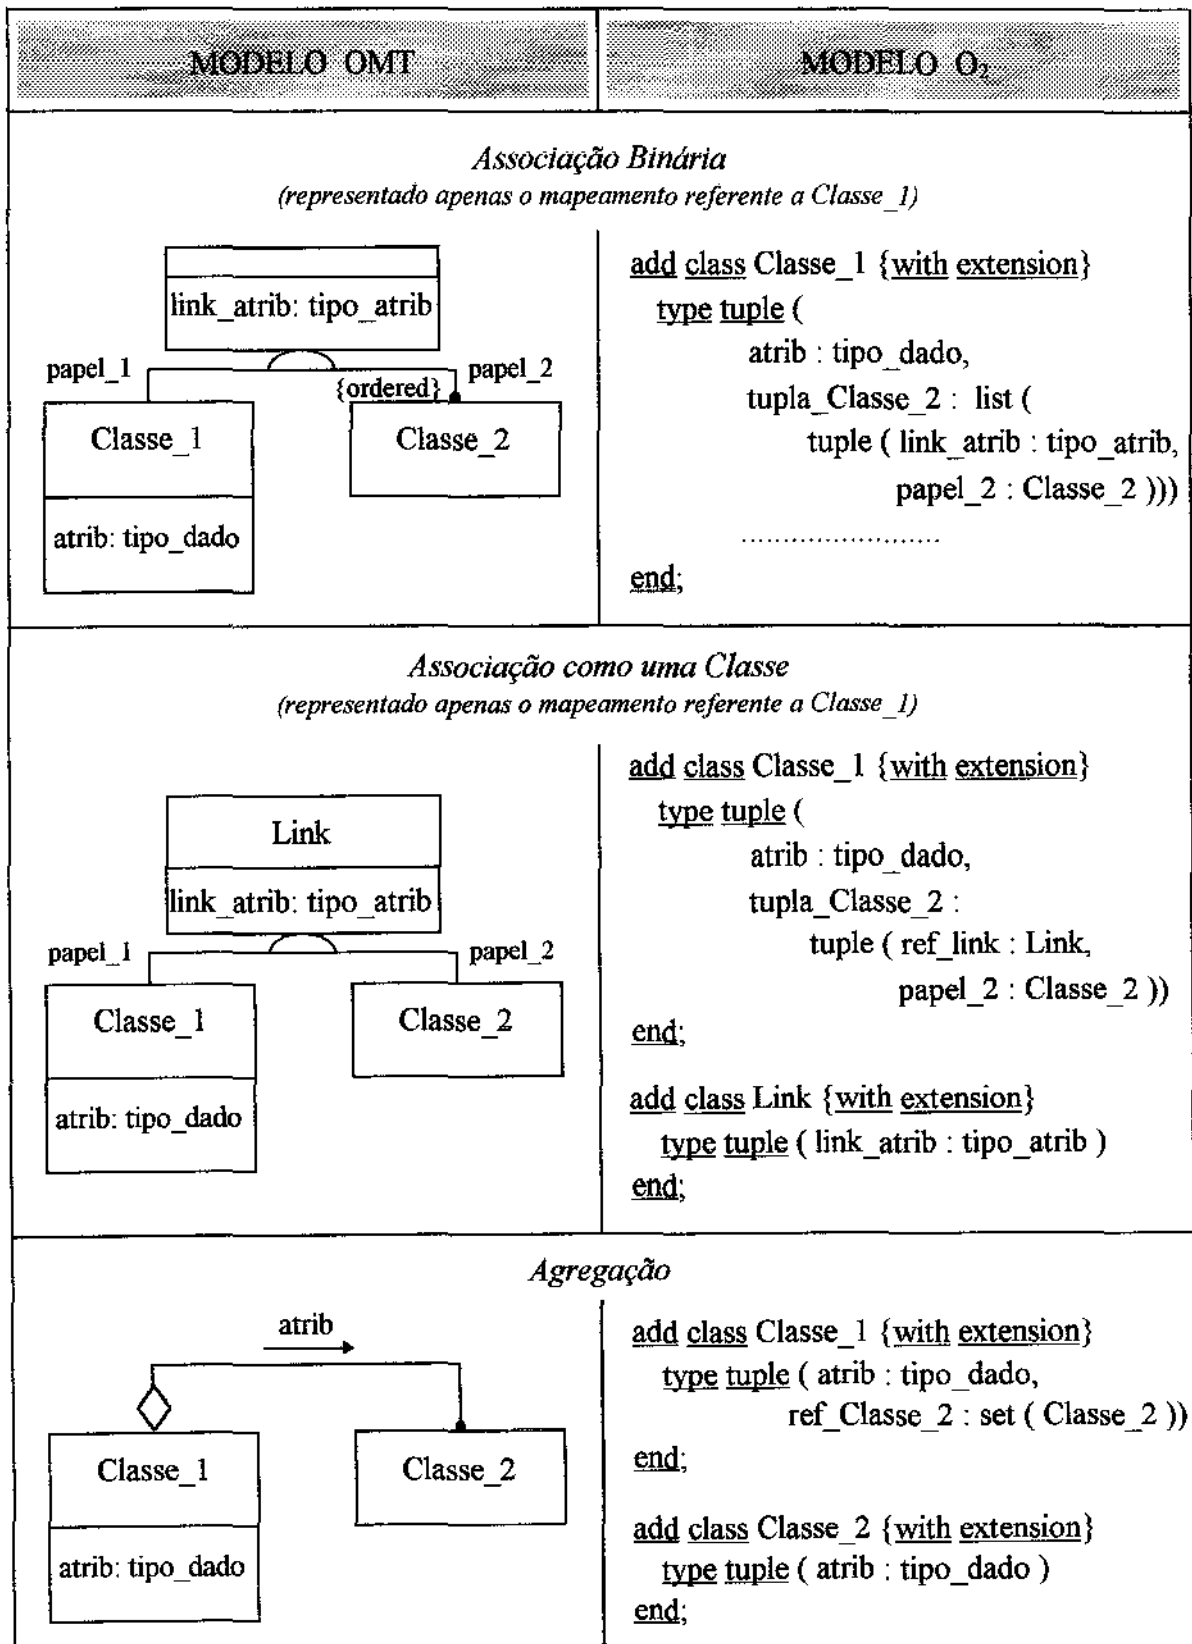 MODELO OMT
MODELO O₂
Associação Binária
(representado apenas o mapeamento referente a Classe_1)
link_atrib: tipo_atrib
papel_1
papel_2
{ordered}
Classe_1
Classe_2
atrib: tipo_dado
add class Classe_1 {with extension}
type tuple (
atrib : tipo_dado,
tupla_Classe_2 : list (
tuple ( link_atrib : tipo_atrib,
papel_2 : Classe_2 )))
........................
end;
Associação como uma Classe
(representado apenas o mapeamento referente a Classe_1)
Link
link_atrib: tipo_atrib
papel_1
papel_2
Classe_1
Classe_2
atrib: tipo_dado
add class Classe_1 {with extension}
type tuple (
atrib : tipo_dado,
tupla_Classe_2 :
tuple ( ref_link : Link,
papel_2 : Classe_2 ))
end;
add class Link {with extension}
type tuple ( link_atrib : tipo_atrib )
end;
Agregação
atrib
Classe_1
Classe_2
atrib: tipo_dado
add class Classe_1 {with extension}
type tuple ( atrib : tipo_dado,
ref_Classe_2 : set ( Classe_2 ))
end;
add class Classe_2 {with extension}
type tuple ( atrib : tipo_dado )
end;